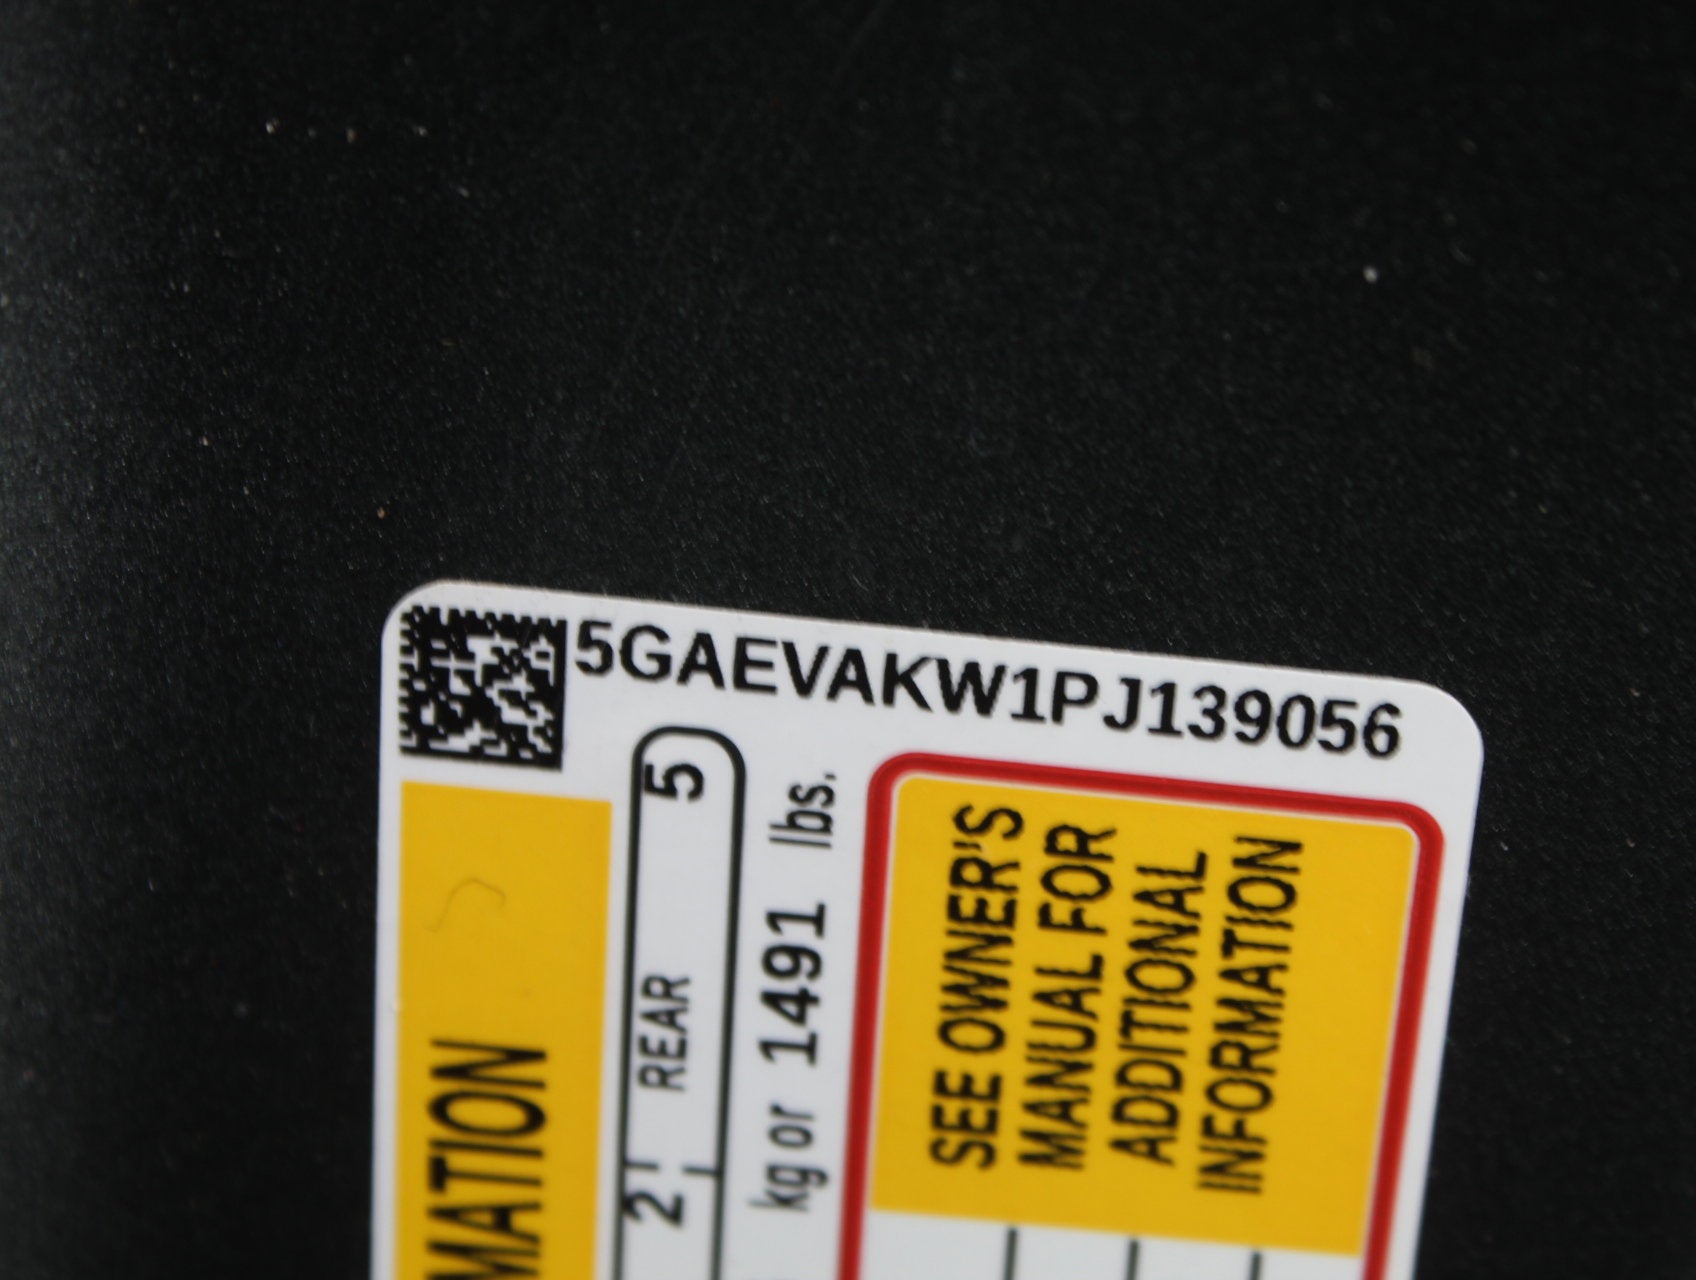 5GAEVAKW1PJ139056
MATION
2 REAR 5
kg or 1491 lbs.
SEE OWNER'S
MANUAL FOR
ADDITIONAL
INFORMATION